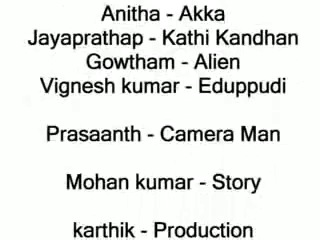 Anitha - Akka
Jayaprathap - Kathi Kandhan
Gowtham - Alien
Vignesh kumar - Eduppudi
Prasaanth - Camera Man
Mohan kumar - Story
karthik - Production